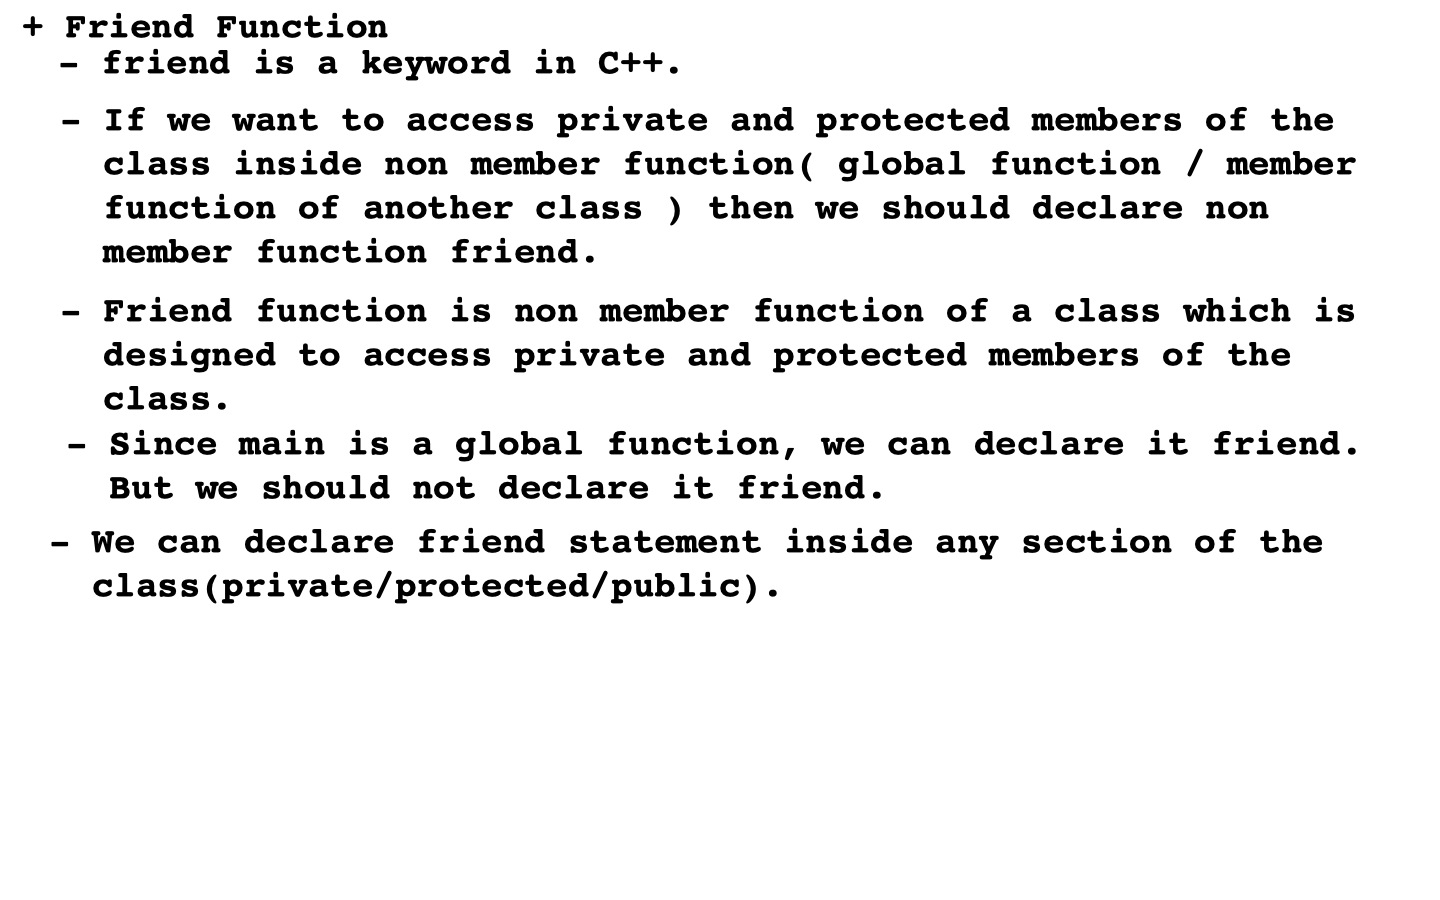 + Friend Function
- friend is a keyword in C++.
- If we want to access private and protected members of the
class inside non member function( global function / member
function of another class ) then we should declare non
member function friend.
- Friend function is non member function of a class which is
designed to access private and protected members of the
class.
- Since main is a global function, we can declare it friend.
But we should not declare it friend.
- We can declare friend statement inside any section of the
class(private/protected/public).